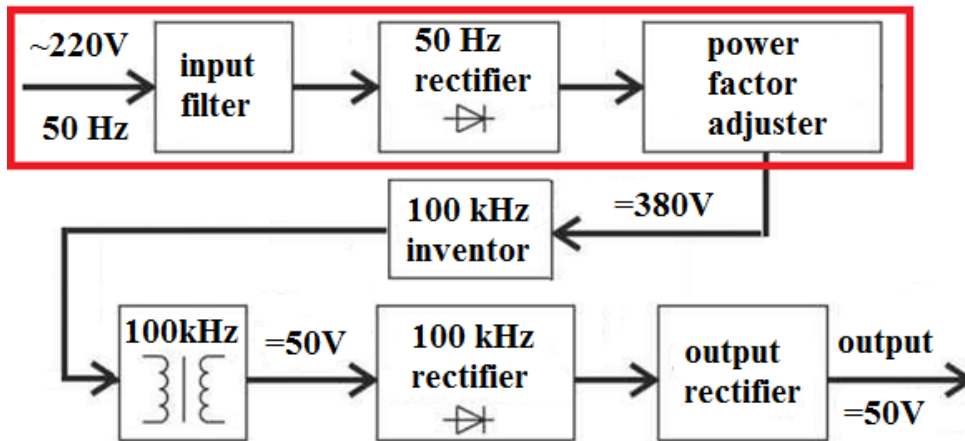 ~220V
50 Hz
input
filter
50 Hz
rectifier
power
factor
adjuster
=380V
100 kHz
inventor
100kHz
=50V
100 kHz
rectifier
output
rectifier
output
=50V